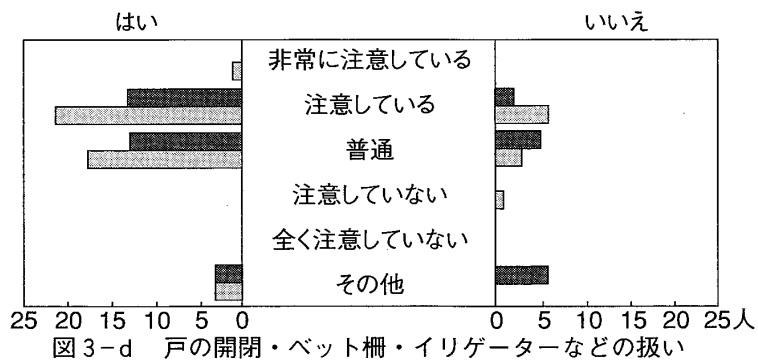 はい いいえ
非常に注意している
注意している
普通
注意していない
全く注意していない
その他
25 20 15 10 5 0 0 5 10 15 20 25人
図3-d 戸の開閉・ベット柵・イリゲーターなどの扱い